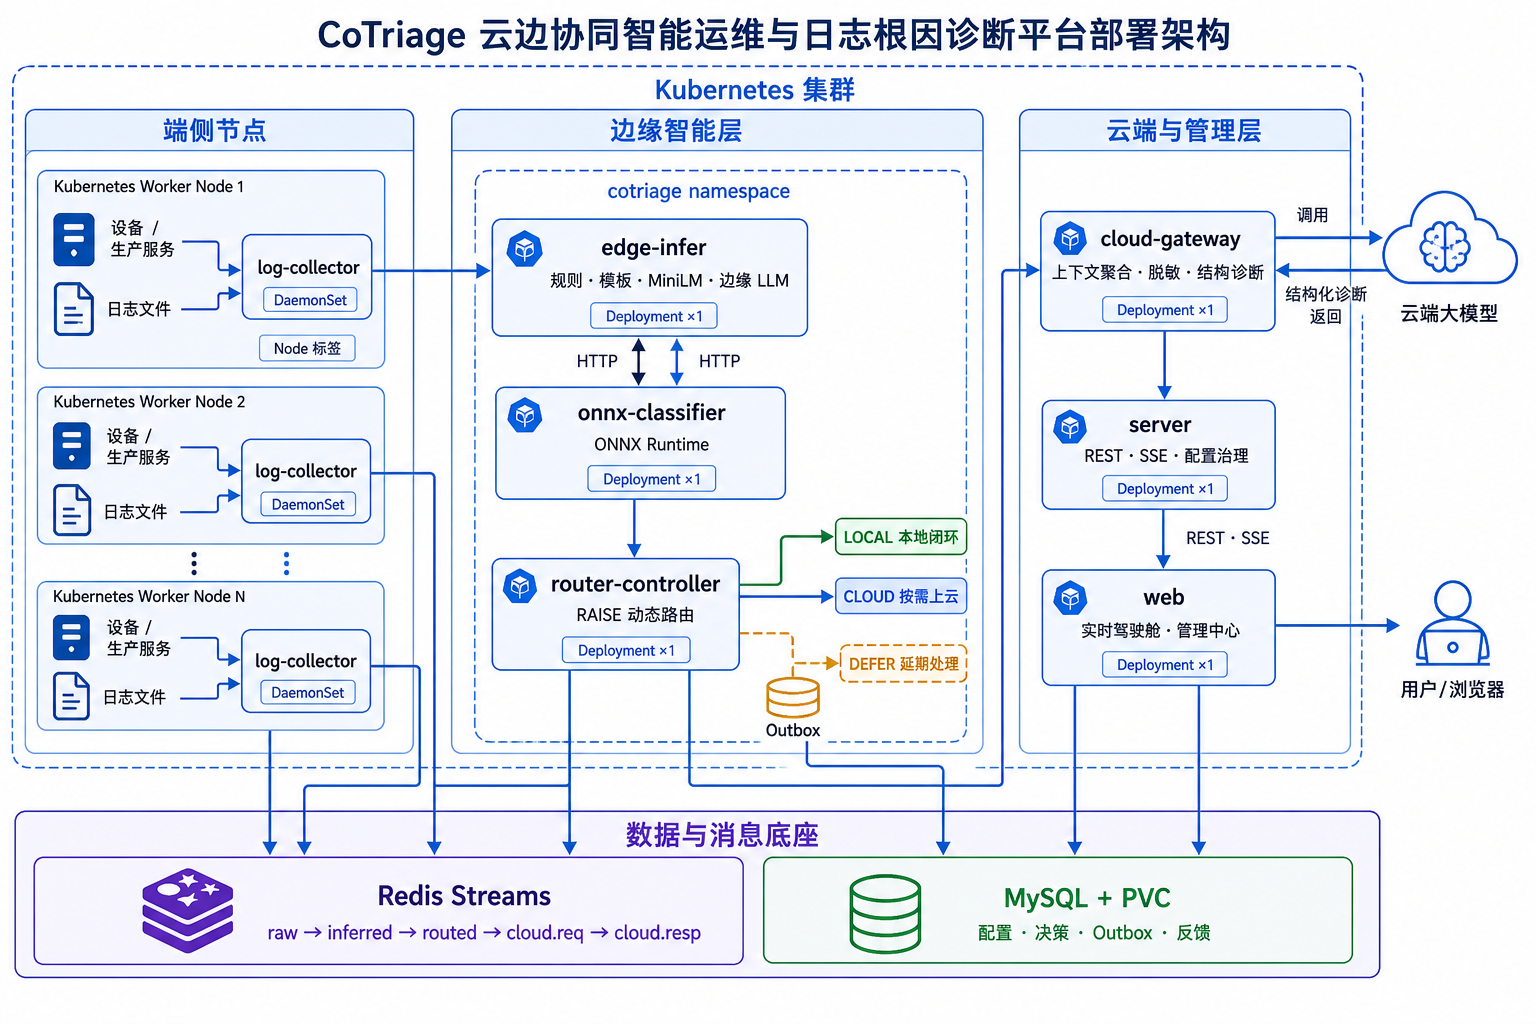 CoTriage 云边协同智能运维与日志根因诊断平台部署架构
Kubernetes 集群
端侧节点
Kubernetes Worker Node 1
设备 /
生产服务
日志文件
log-collector
DaemonSet
Node 标签
Kubernetes Worker Node 2
设备 /
生产服务
日志文件
log-collector
DaemonSet
Kubernetes Worker Node N
设备 /
生产服务
日志文件
log-collector
DaemonSet
边缘智能层
cotriage namespace
edge-infer
规则 · 模板 · MiniLM · 边缘 LLM
Deployment ×1
HTTP
HTTP
onnx-classifier
ONNX Runtime
Deployment ×1
router-controller
RAISE 动态路由
Deployment ×1
LOCAL 本地闭环
CLOUD 按需上云
DEFER 延期处理
Outbox
云端与管理层
cloud-gateway
上下文聚合 · 脱敏 · 结构诊断
Deployment ×1
调用
结构化诊断
返回
云端大模型
server
REST · SSE · 配置治理
Deployment ×1
REST · SSE
web
实时驾驶舱 · 管理中心
Deployment ×1
用户/浏览器
数据与消息底座
Redis Streams
raw → inferred → routed → cloud.req → cloud.resp
MySQL + PVC
配置 · 决策 · Outbox · 反馈